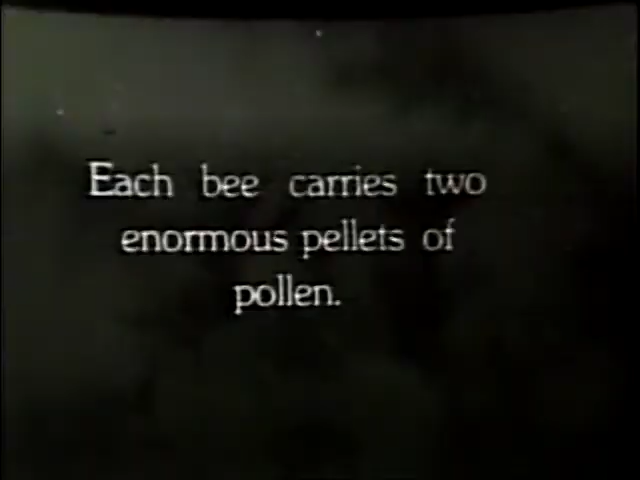 Each bee carries two
enormous pellets of
pollen.